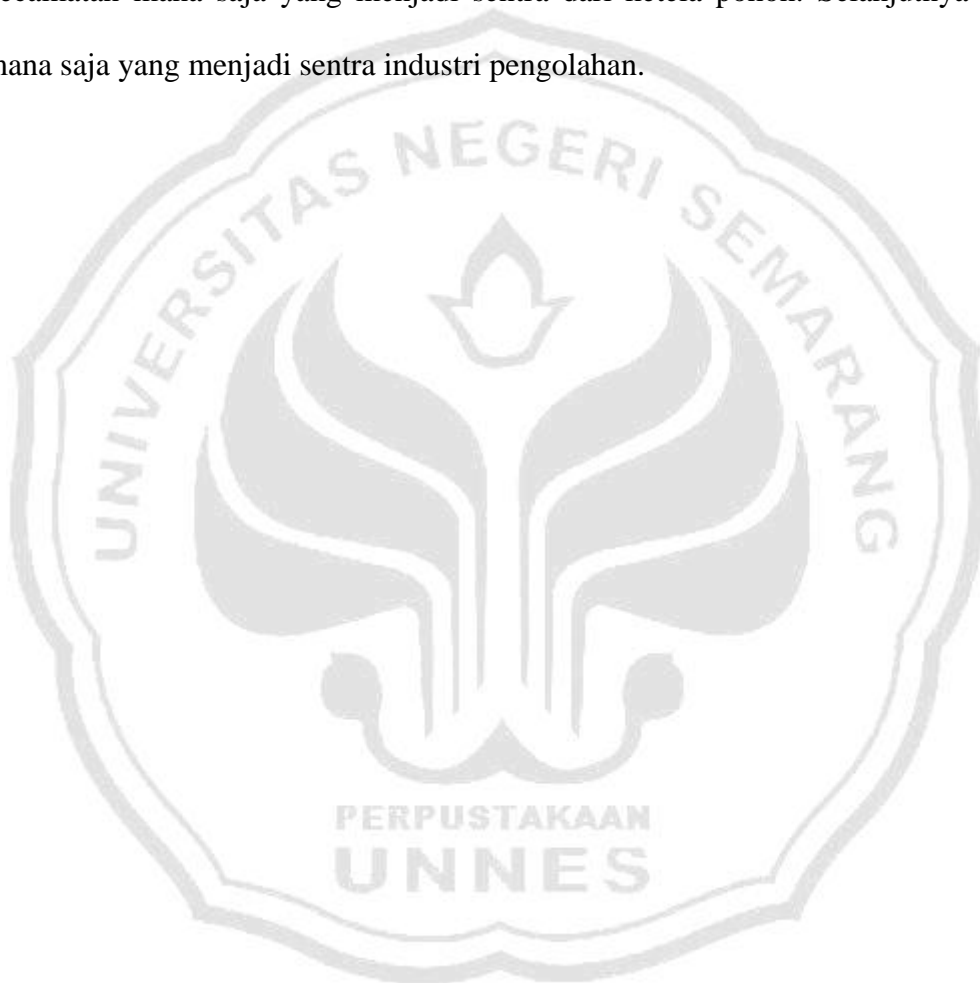 mana saja yang menjadi sentra dari ketela pohon. Selanjutnya
mana saja yang menjadi sentra industri pengolahan.
UNIVERSITAS NEGERI SEMARANG
PERPUSTAKAAN
UNNES